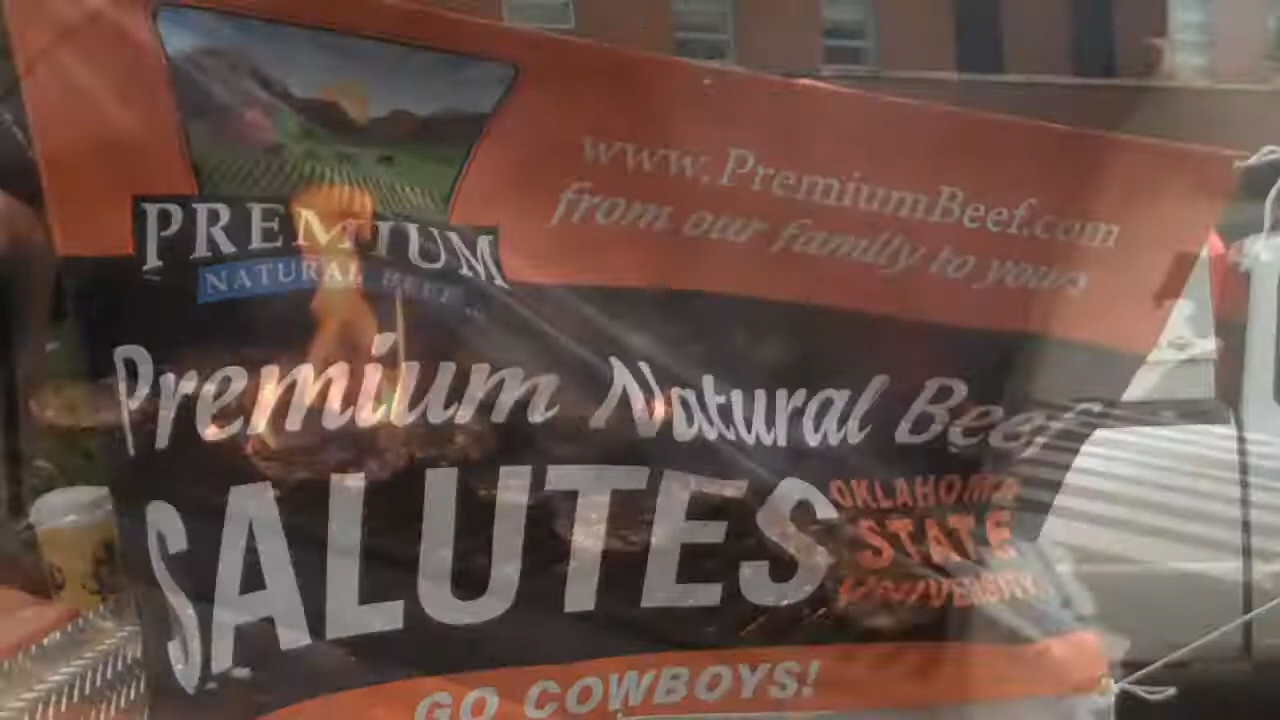 www.PremiumBeef.com
from our family to yours
PREMIUM
NATURAL BEEF
Premium Natural Beef
SALUTES
OKLAHOMA
STATE
UNIVERSITY
GO COWBOYS!